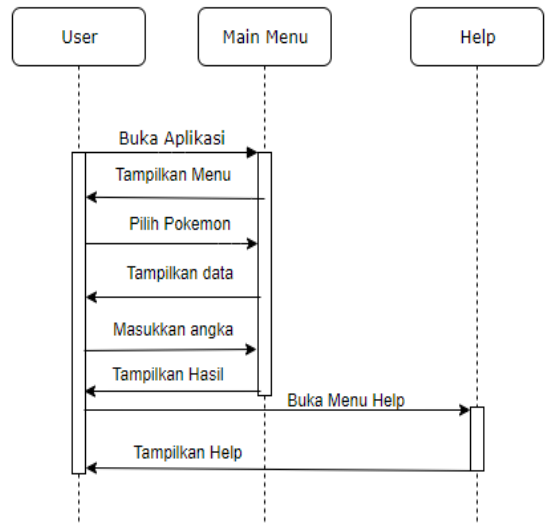 User
Main Menu
Help
Buka Aplikasi
Tampilkan Menu
Pilih Pokemon
Tampilkan data
Masukkan angka
Tampilkan Hasil
Buka Menu Help
Tampilkan Help